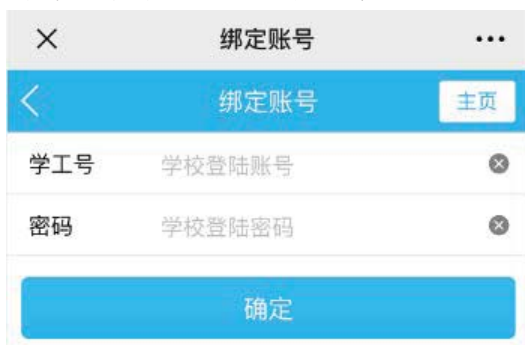 绑定账号
绑定账号 主页
学工号 学校登陆账号
密码 学校登陆密码
确定